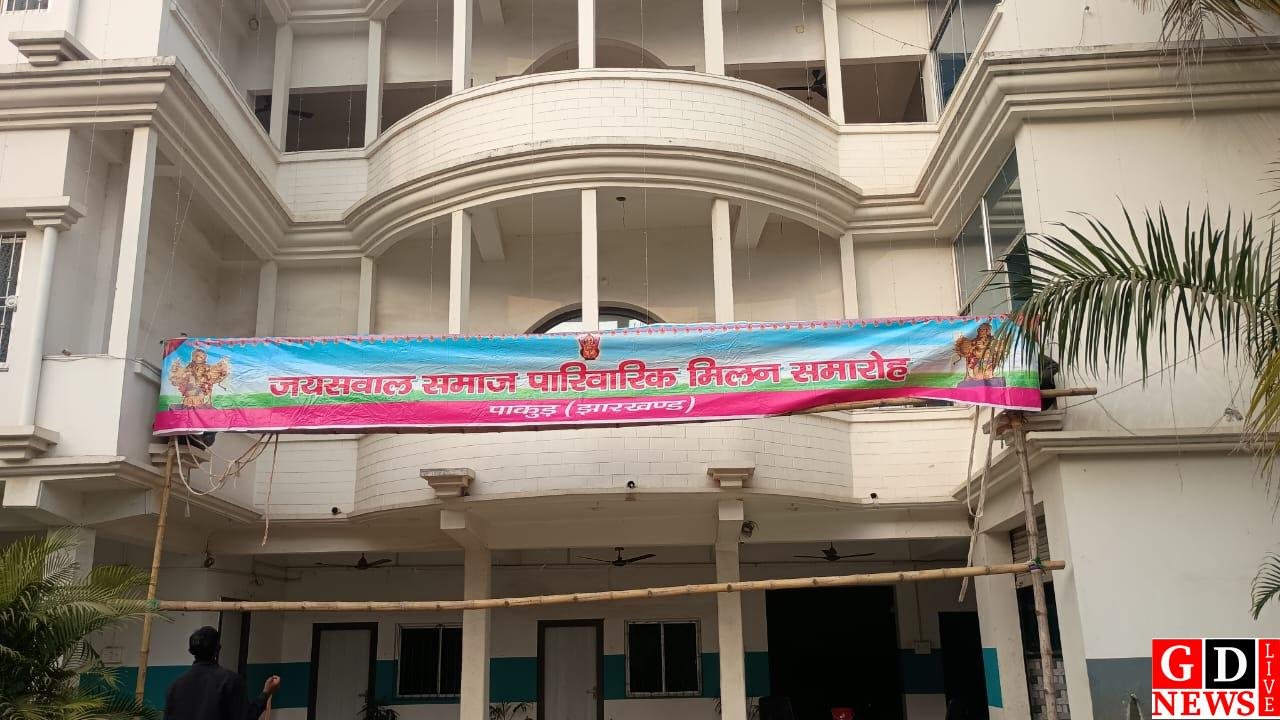 जयसवाल समाज पारिवारिक मिलन समारोह
पाकुड़ (झारखण्ड)
GD
NEWS
LIVE